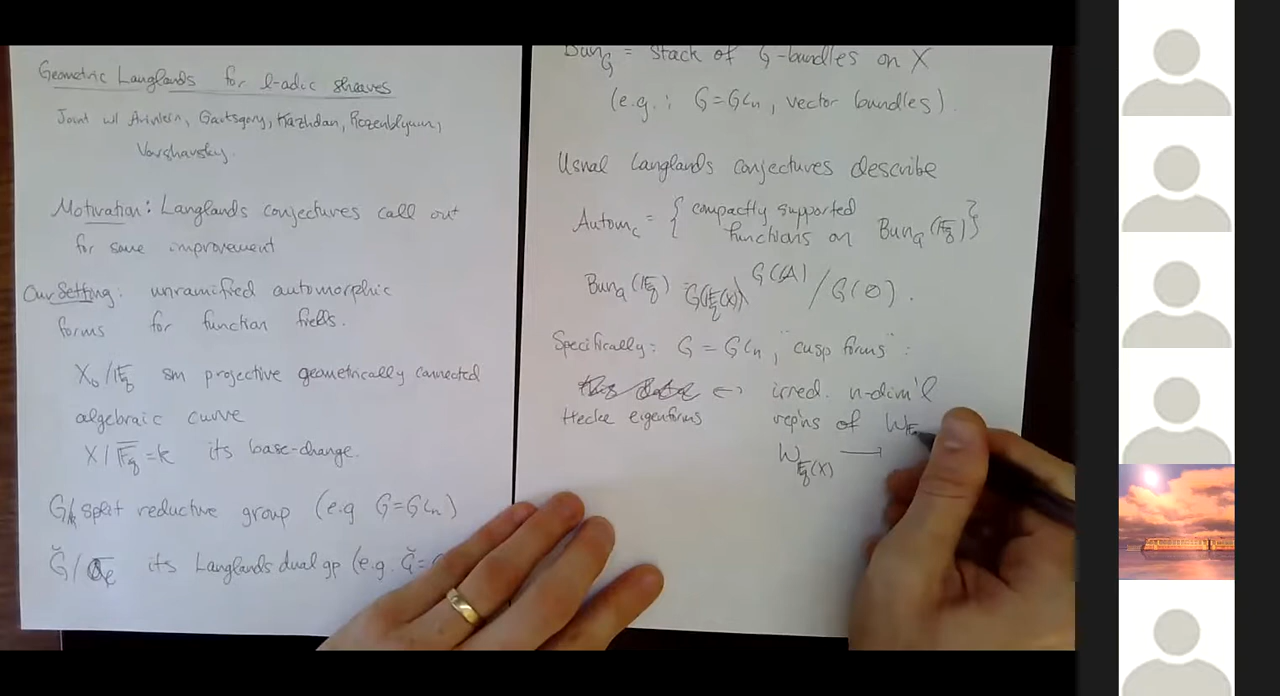 Geometric Langlands for l-adic sheaves
Joint w/ Arinkin, Gaitsgory, Kazhdan, Rozenblyum,
Varshavsky.
Motivation: Langlands conjectures call out
for some improvement
Our Setting: unramified automorphic
forms for function fields.
X₀/𝔽_q sm projective geometrically connected
algebraic curve
X/𝔽̄_q = k its base-change.
G/k split reductive group (e.g. G=GLₙ)
Ǧ/ its Langlands dual gp (e.g. Ǧ=
Bun_G = stack of G-bundles on X
(e.g.: G=GLₙ, vector bundles).
Usual Langlands conjectures describe
Autom_c = { compactly supported
functions on Bun_G(𝔽_q) }
Bun_G(𝔽_q) = G(𝔽_q(X))\ G(𝔸) / G(𝕆).
Specifically: G = GLₙ, "cusp forms":
↔ irred. n-dim'l
Hecke eigenforms rep'ns of W
W_{𝔽_q(X)} →